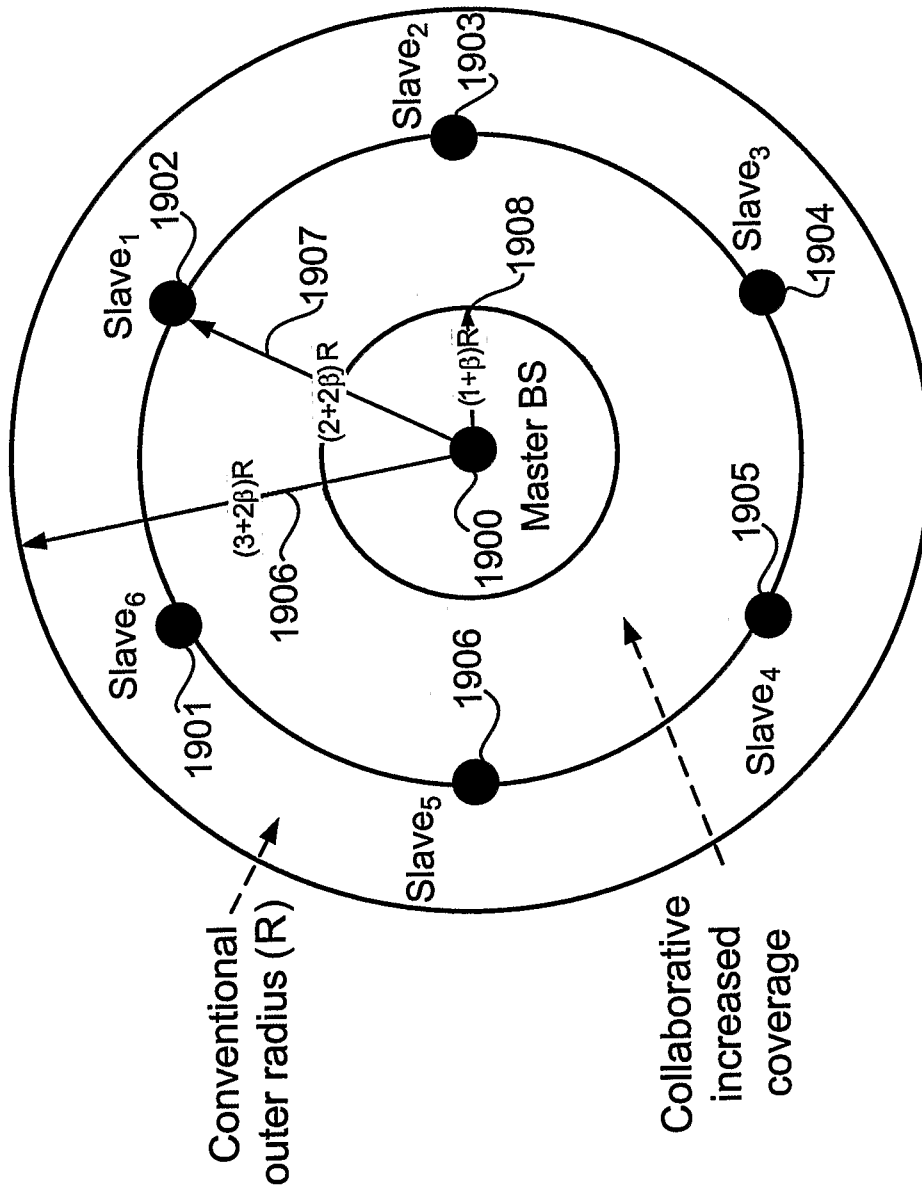 Slave₁
1902
Slave₂
1903
Slave₆
1901
1907
(3+2β)R
(2+2β)R
1906
1908
(1+β)R
1900
Master BS
Slave₅
1906
Slave₃
1904
1905
Slave₄
Conventional
outer radius (R)
Collaborative
increased
coverage